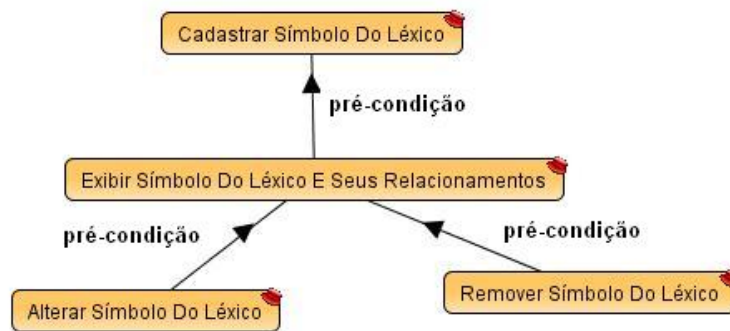 Cadastrar Símbolo Do Léxico
pré-condição
Exibir Símbolo Do Léxico E Seus Relacionamentos
pré-condição
pré-condição
Alterar Símbolo Do Léxico
Remover Símbolo Do Léxico